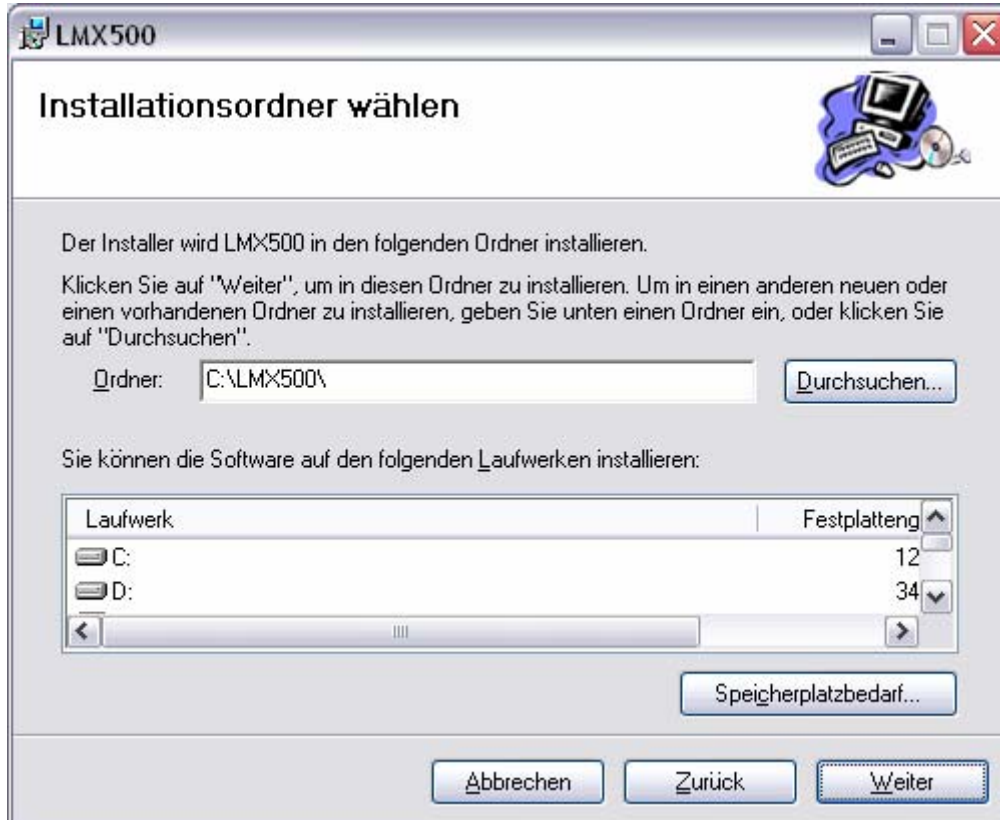 LMX500
Installationsordner wählen
Der Installer wird LMX500 in den folgenden Ordner installieren.
Klicken Sie auf "Weiter", um in diesen Ordner zu installieren. Um in einen anderen neuen oder
einen vorhandenen Ordner zu installieren, geben Sie unten einen Ordner ein, oder klicken Sie
auf "Durchsuchen".
Ordner: C:\LMX500\ Durchsuchen...
Sie können die Software auf den folgenden Laufwerken installieren:
Laufwerk Festplatteng
C: 12
D: 34
Speicherplatzbedarf...
Abbrechen Zurück Weiter